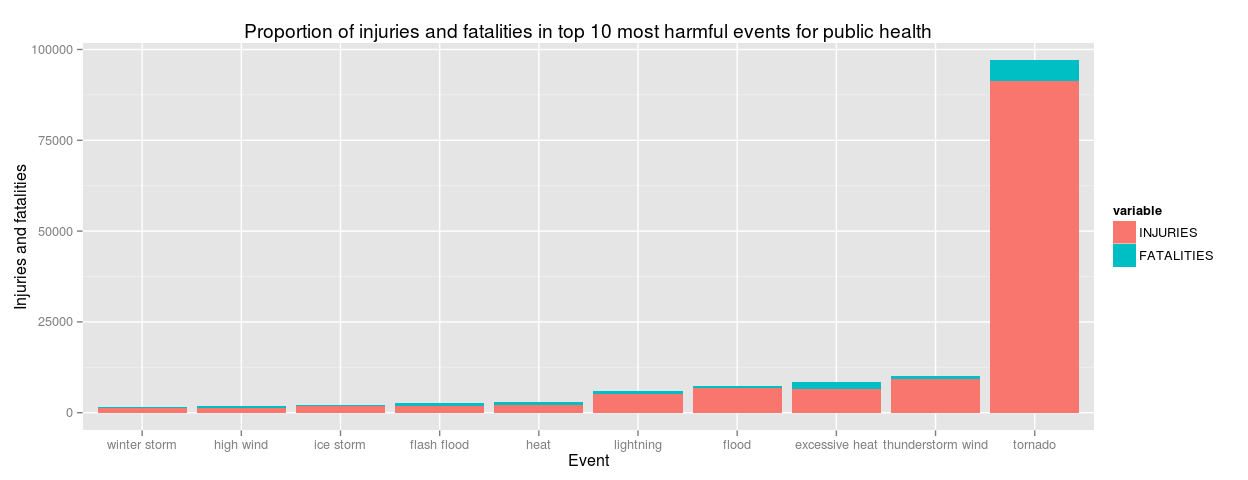 Proportion of injuries and fatalities in top 10 most harmful events for public health
100000
75000
50000
25000
0
Injuries and fatalities
winter storm
high wind
ice storm
flash flood
heat
lightning
flood
excessive heat
thunderstorm wind
tornado
Event
variable
INJURIES
FATALITIES